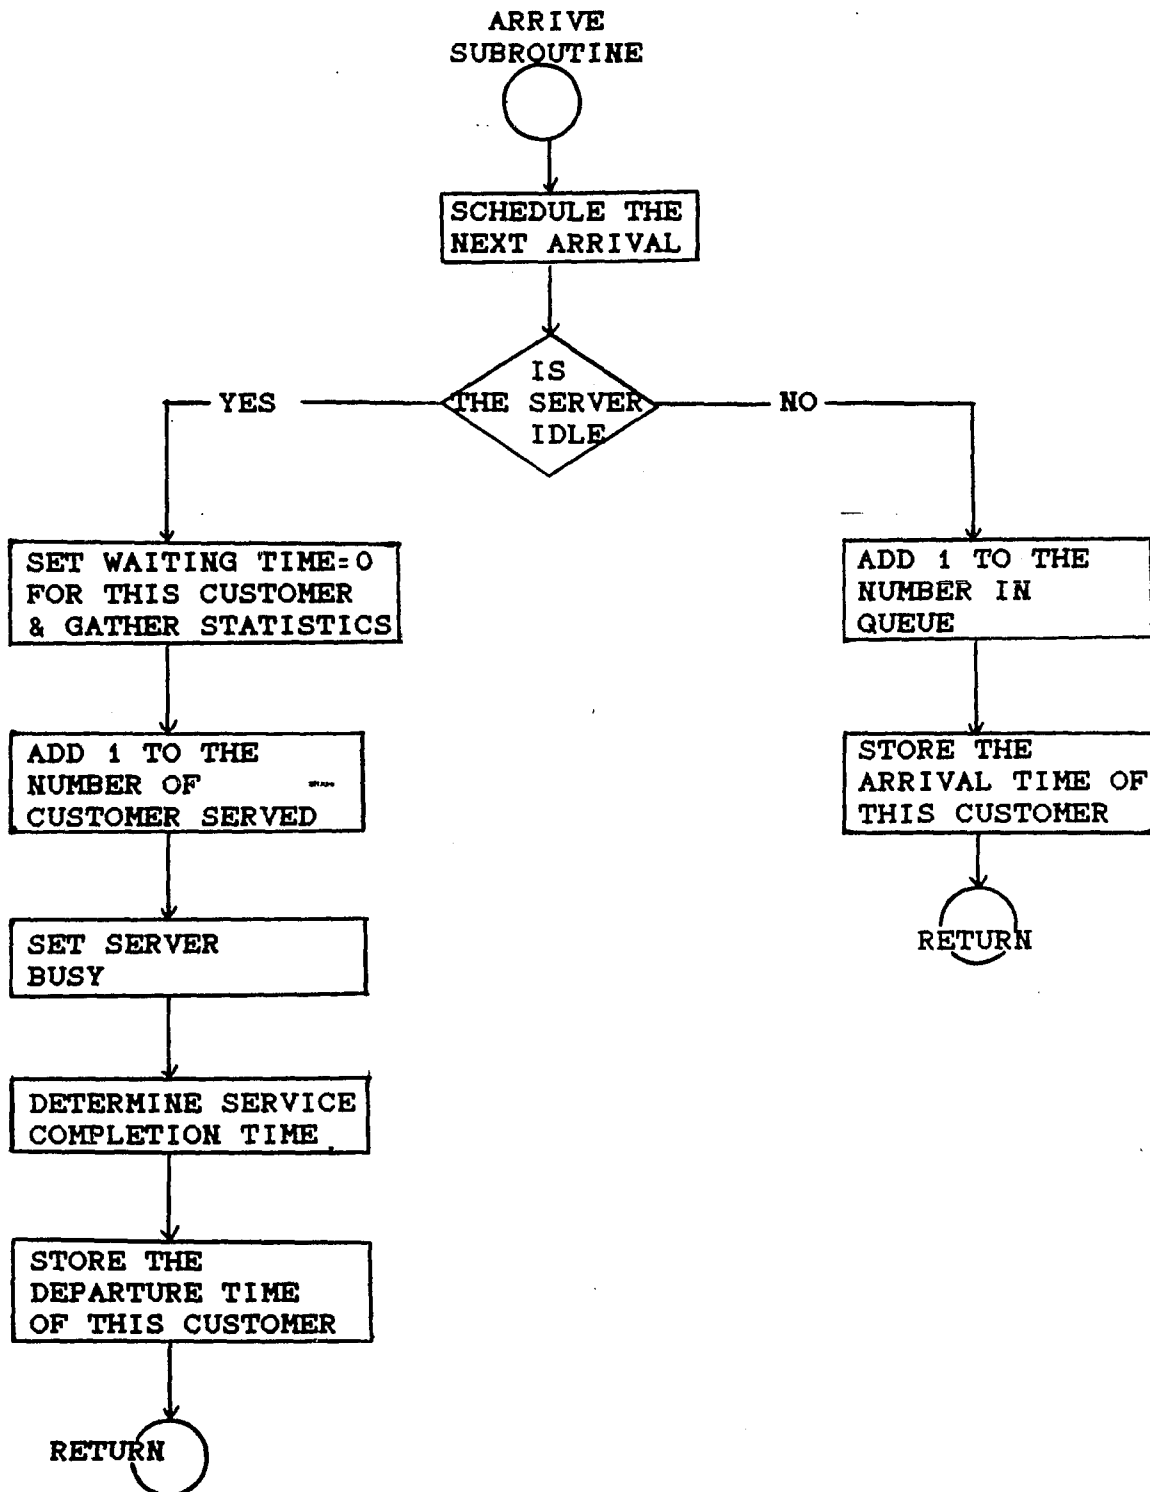 ARRIVE
SUBROUTINE
SCHEDULE THE
NEXT ARRIVAL
IS
THE SERVER
IDLE
YES
NO
SET WAITING TIME=0
FOR THIS CUSTOMER
& GATHER STATISTICS
ADD 1 TO THE
NUMBER OF
CUSTOMER SERVED
SET SERVER
BUSY
DETERMINE SERVICE
COMPLETION TIME
STORE THE
DEPARTURE TIME
OF THIS CUSTOMER
RETURN
ADD 1 TO THE
NUMBER IN
QUEUE
STORE THE
ARRIVAL TIME OF
THIS CUSTOMER
RETURN